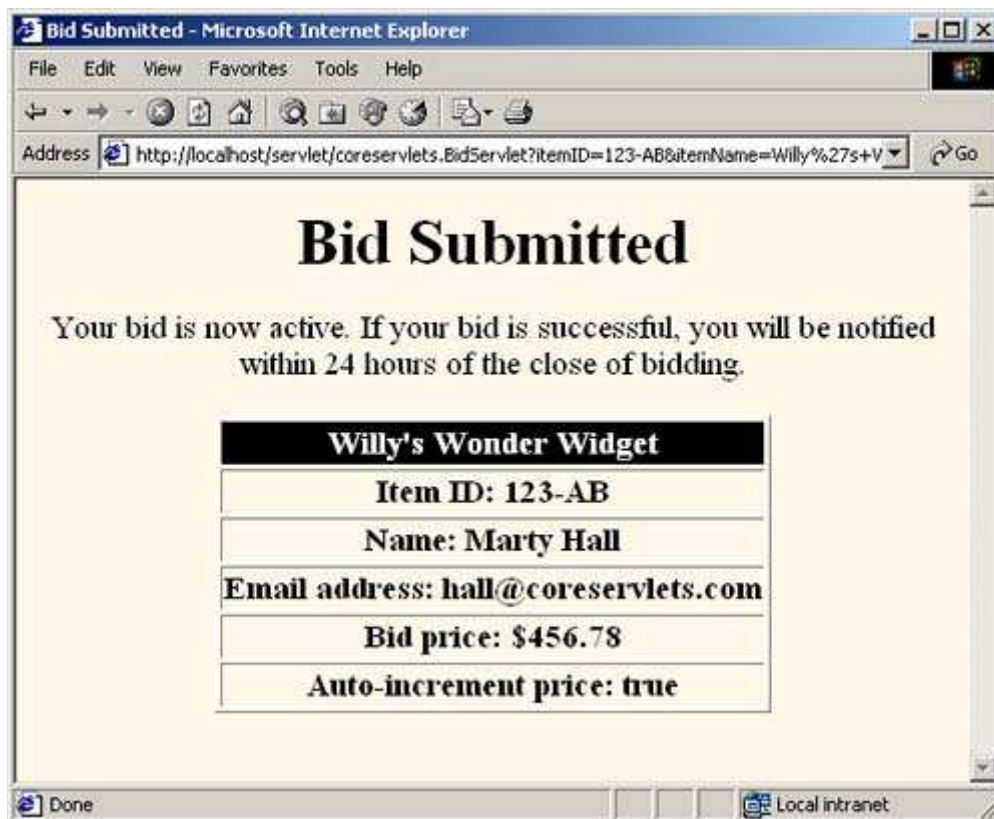 Bid Submitted - Microsoft Internet Explorer
File Edit View Favorites Tools Help
Address http://localhost/servlet/coreservlets.BidServlet?itemID=123-AB&itemName=Willy%27s+W Go
Bid Submitted
Your bid is now active. If your bid is successful, you will be notified
within 24 hours of the close of bidding.
Willy's Wonder Widget
Item ID: 123-AB
Name: Marty Hall
Email address: hall@coreservlets.com
Bid price: $456.78
Auto-increment price: true
Done Local intranet